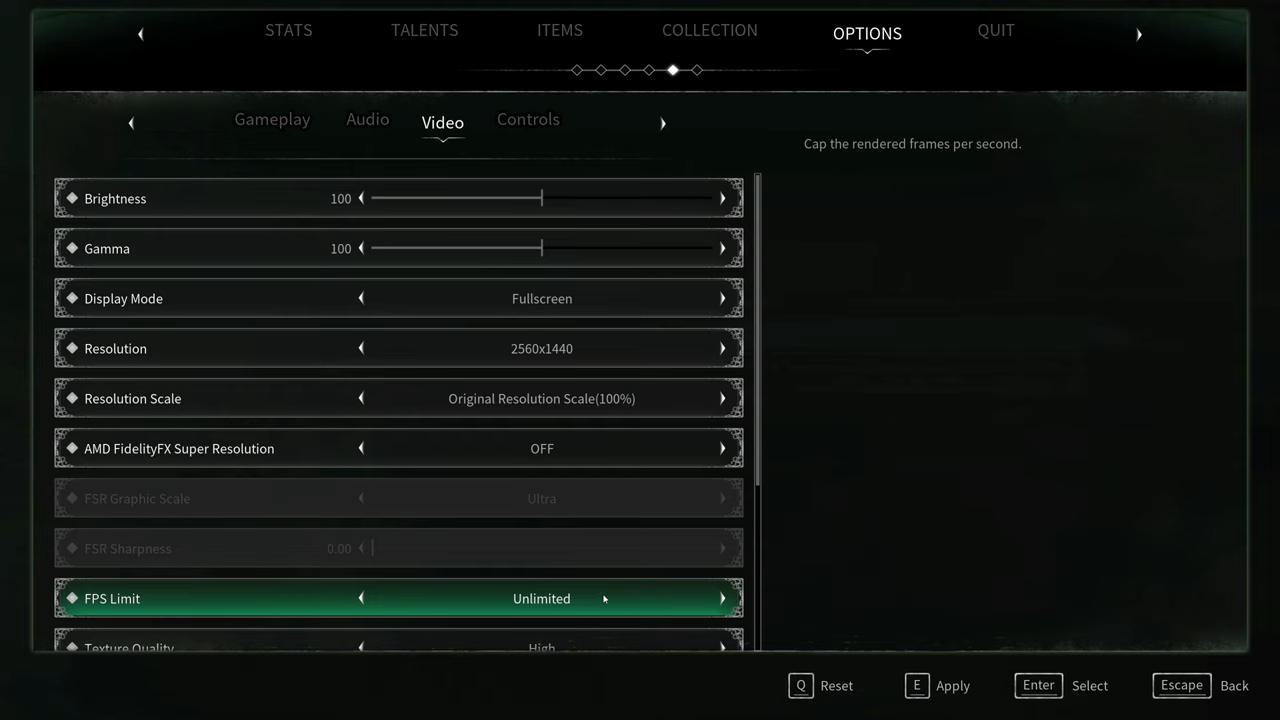 STATS TALENTS ITEMS COLLECTION OPTIONS QUIT
Gameplay Audio Video Controls
Cap the rendered frames per second.
Brightness 100
Gamma 100
Display Mode Fullscreen
Resolution 2560x1440
Resolution Scale Original Resolution Scale(100%)
AMD FidelityFX Super Resolution OFF
FSR Graphic Scale Ultra
FSR Sharpness 0.00
FPS Limit Unlimited
Texture Quality High
Q Reset E Apply Enter Select Escape Back